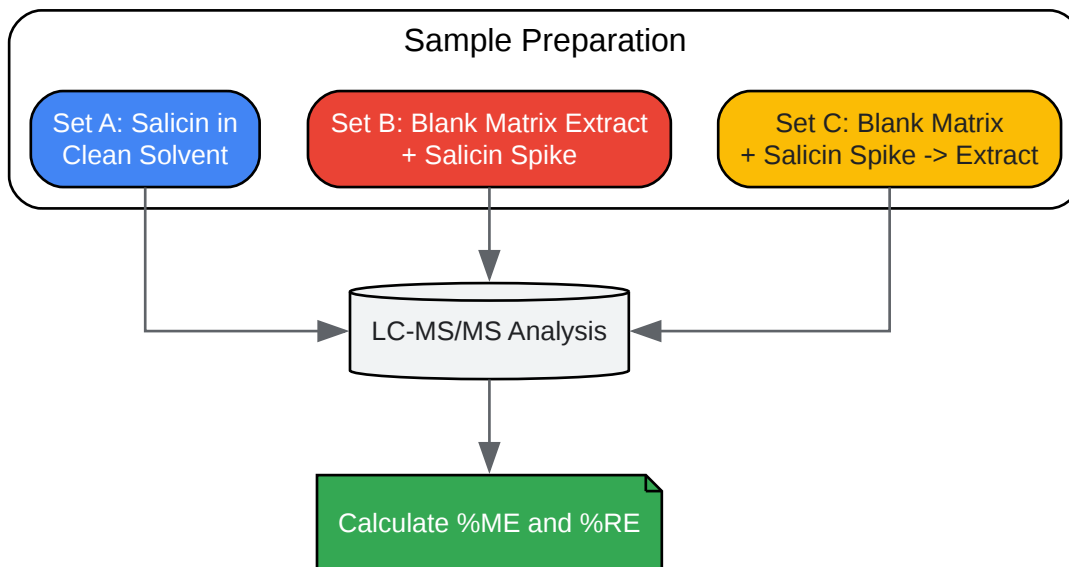 Sample Preparation
Set A: Salicin in
Clean Solvent
Set B: Blank Matrix Extract
+ Salicin Spike
Set C: Blank Matrix
+ Salicin Spike -> Extract
LC-MS/MS Analysis
Calculate %ME and %RE